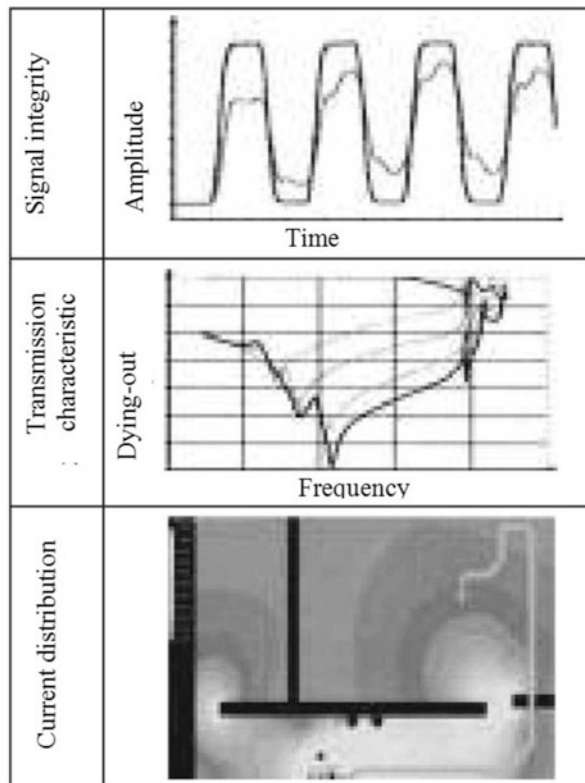 Signal integrity
Amplitude
Time
Transmission
characteristic
:
Dying-out
Frequency
Current distribution